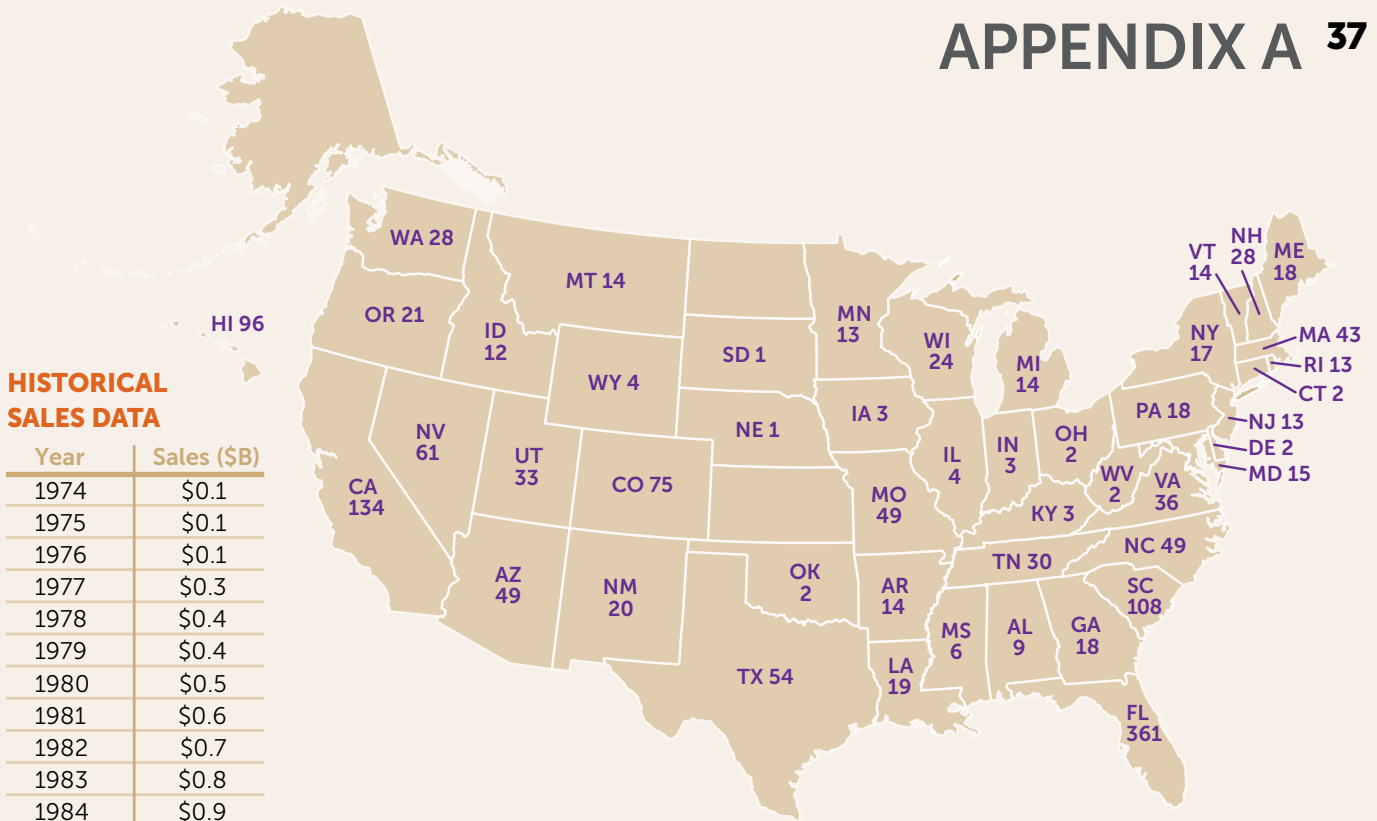 APPENDIX A 37
WA 28
MT 14
OR 21
ID
12
WY 4
SD 1
NE 1
MN
13
WI
24
MI
14
IA 3
HI 96
NV
61
UT
33
CO 75
CA
134
AZ
49
NM
20
OK
2
TX 54
MO
49
AR
14
LA
19
IL
4
IN
3
OH
2
KY 3
TN 30
MS
6
AL
9
GA
18
FL
361
SC
108
NC 49
WV
2
VA
36
PA 18
NY
17
VT
14
NH
28
ME
18
MA 43
RI 13
CT 2
NJ 13
DE 2
MD 15
HISTORICAL
SALES DATA
Year Sales ($B)
1974 $0.1
1975 $0.1
1976 $0.1
1977 $0.3
1978 $0.4
1979 $0.4
1980 $0.5
1981 $0.6
1982 $0.7
1983 $0.8
1984 $0.9